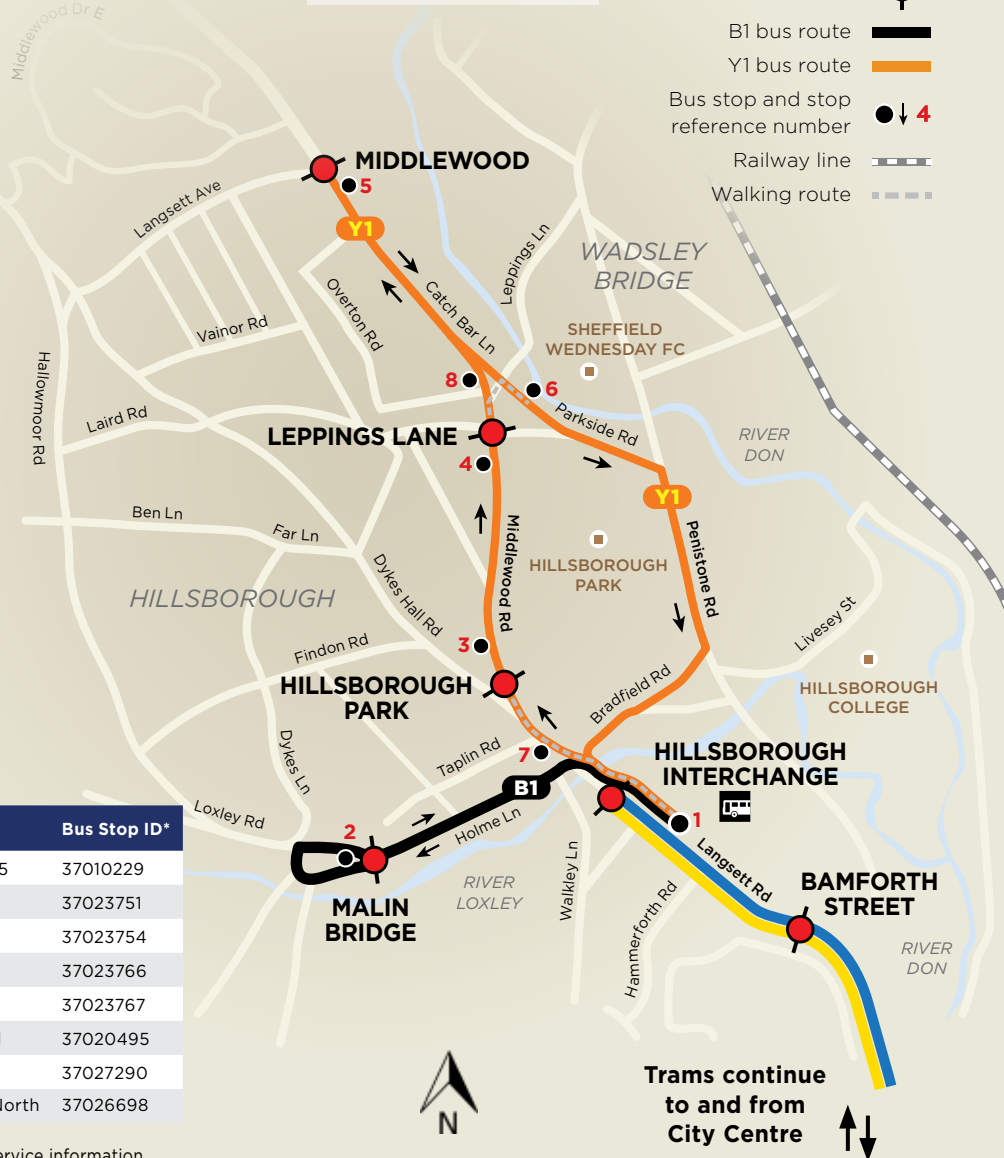 Middlewood Dr E
B1 bus route
Y1 bus route
Bus stop and stop
reference number
4
Railway line
Walking route
MIDDLEWOOD
5
Langsett Ave
Y1
Leppings Ln
WADSLEY
BRIDGE
Overton Rd
Catch Bar Ln
SHEFFIELD
WEDNESDAY FC
Vainor Rd
Hallowmoor Rd
8
6
Laird Rd
Parkside Rd
LEPPINGS LANE
RIVER
DON
4
Y1
Ben Ln
Far Ln
Middlewood Rd
Penistone Rd
HILLSBOROUGH
PARK
HILLSBOROUGH
Dykes Hall Rd
Livesey St
3
Findon Rd
HILLSBOROUGH
PARK
Bradfield Rd
HILLSBOROUGH
COLLEGE
Dykes Ln
Taplin Rd
7
HILLSBOROUGH
INTERCHANGE
B1
Loxley Rd
Holme Ln
1
2
Langsett Rd
MALIN
BRIDGE
RIVER
LOXLEY
Walkley Ln
Hammerforth Rd
BAMFORTH
STREET
RIVER
DON
Bus Stop ID*
5 37010229
37023751
37023754
37023766
37023767
37020495
37027290
North 37026698
N
Trams continue
to and from
City Centre
service information